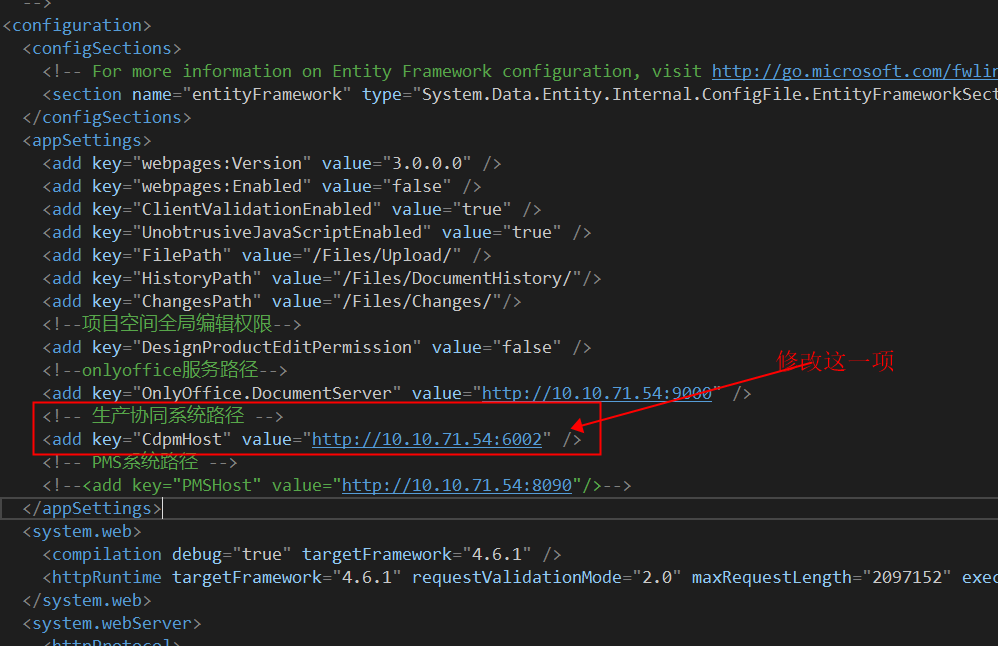 -->
<configuration>
<configSections>
<!-- For more information on Entity Framework configuration, visit http://go.microsoft.com/fwlin
<section name="entityFramework" type="System.Data.Entity.Internal.ConfigFile.EntityFrameworkSect
</configSections>
<appSettings>
<add key="webpages:Version" value="3.0.0.0" />
<add key="webpages:Enabled" value="false" />
<add key="ClientValidationEnabled" value="true" />
<add key="UnobtrusiveJavaScriptEnabled" value="true" />
<add key="FilePath" value="/Files/Upload/" />
<add key="HistoryPath" value="/Files/DocumentHistory/"/>
<add key="ChangesPath" value="/Files/Changes/"/>
<!--项目空间全局编辑权限-->
<add key="DesignProductEditPermission" value="false" />
修改这一项
<!--onlyoffice服务路径-->
<add key="OnlyOffice.DocumentServer" value="http://10.10.71.54:9000" />
<!-- 生产协同系统路径 -->
<add key="CdpmHost" value="http://10.10.71.54:6002" />
<!-- PMS系统路径 -->
<!--<add key="PMSHost" value="http://10.10.71.54:8090"/>-->
</appSettings>
<system.web>
<compilation debug="true" targetFramework="4.6.1" />
<httpRuntime targetFramework="4.6.1" requestValidationMode="2.0" maxRequestLength="2097152" exec
</system.web>
<system.webServer>
<httpProtocol>